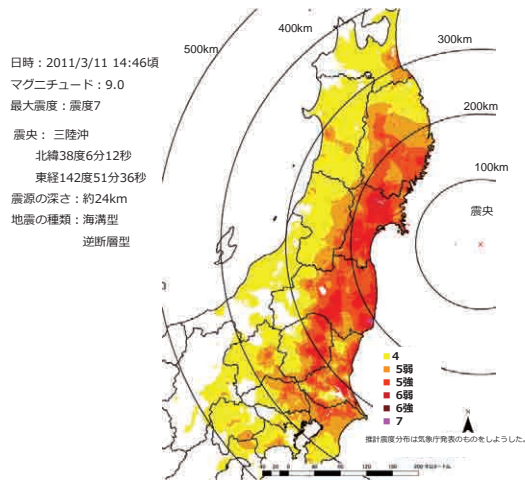 日時：2011/3/11 14:46頃
マグニチュード：9.0
最大震度：震度7
震央： 三陸沖
北緯38度6分12秒
東経142度51分36秒
震源の深さ：約24km
地震の種類：海溝型
逆断層型
500km
400km
300km
200km
100km
震央
4
5弱
5強
6弱
6強
7
推計震度分布は気象庁発表のものをしようした。